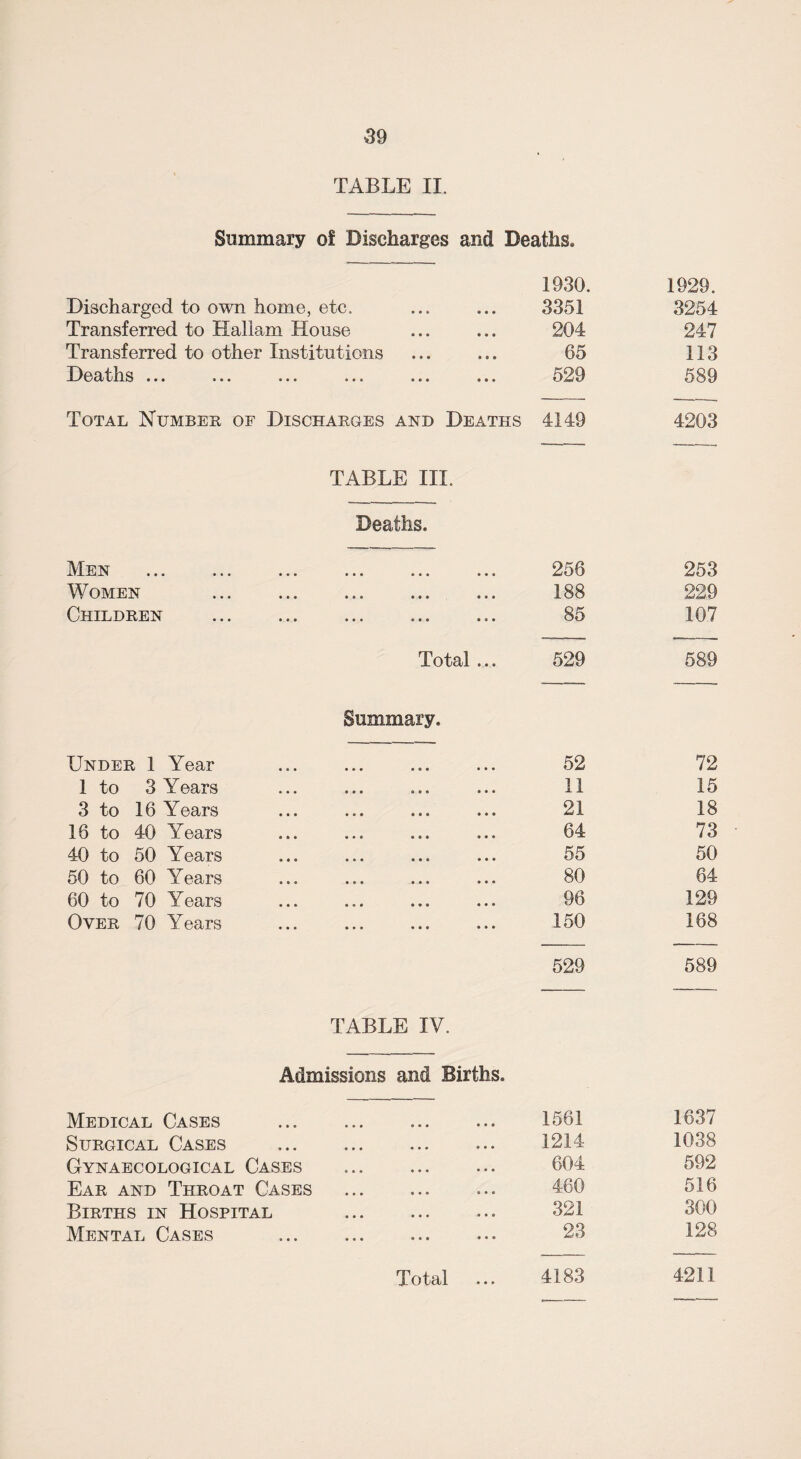 39
TABLE II.
Summary of Discharges and Deaths.
1930. 1929.
Discharged to own home, etc. ... ... 3351 3254
Transferred to Hallam House ... ... 204 247
Transferred to other Institutions ... ... 65 113
Deaths ... ... ... ... ... ... 529 589
Total Number of Discharges and Deaths 4149 4203
TABLE III.
Deaths.
Men ... ... ... ... ... ... 256 253
Women ... ... ... ... ... 188 229
Children ... ... ... ... ... 85 107
Total ... 529 589
Summary.
Under 1 Year ... ... ... ... 52 72
1 to 3 Years ... ... ... ... 11 15
3 to 16 Years ... ... ... ... 21 18
16 to 40 Years ... ... ... ... 64 73
40 to 50 Years ... ... ... ... 55 50
50 to 60 Years ... ... ... ... 80 64
60 to 70 Years ... ... ... ... 96 129
Over 70 Years ... ... ... ... 150 168
529 589
TABLE IV.
Admissions and Births.
Medical Cases ... ... ... ... 1561 1637
Surgical Cases ... ... ... ... 1214 1038
Gynaecological Cases ... ... ... 604 592
Ear and Throat Cases ... ... ... 460 516
Births in Hospital ... ... ... 321 300
Mental Cases ... ... ... ... 23 128
Total ... 4183 4211